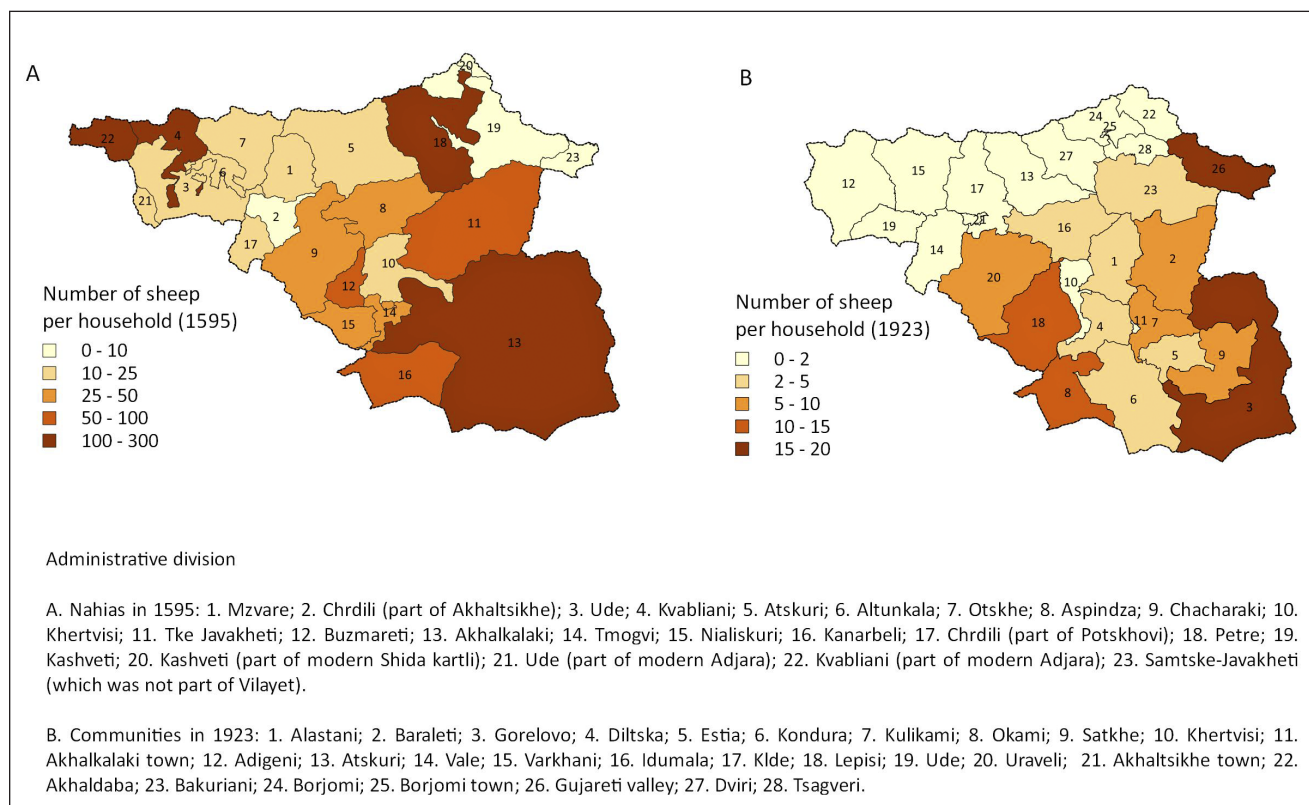 A
B
20
22
24
25
22
4
7
5
18
19
28
6
1
27
26
3
23
12
15
13
21
17
23
2
8
11
19
21
16
17
9
14
1
2
10
20
10
12
18
4
11
7
14
15
13
5
9
16
8
6
3
Number of sheep
per household (1595)
0 - 10
10 - 25
25 - 50
50 - 100
100 - 300
Number of sheep
per household (1923)
0 - 2
2 - 5
5 - 10
10 - 15
15 - 20
Administrative division
A. Nahias in 1595: 1. Mzvare; 2. Chrdili (part of Akhaltsikhe); 3. Ude; 4. Kvabliani; 5. Atskuri; 6. Altunkala; 7. Otskhe; 8. Aspindza; 9. Chacharaki; 10.
Khertvisi; 11. Tke Javakheti; 12. Buzmareti; 13. Akhalkalaki; 14. Tmogvi; 15. Nialiskuri; 16. Kanarbeli; 17. Chrdili (part of Potskhovi); 18. Petre; 19.
Kashveti; 20. Kashveti (part of modern Shida kartli); 21. Ude (part of modern Adjara); 22. Kvabliani (part of modern Adjara); 23. Samtske-Javakheti
(which was not part of Vilayet).
B. Communities in 1923: 1. Alastani; 2. Baraleti; 3. Gorelovo; 4. Diltska; 5. Estia; 6. Kondura; 7. Kulikami; 8. Okami; 9. Satkhe; 10. Khertvisi; 11.
Akhalkalaki town; 12. Adigeni; 13. Atskuri; 14. Vale; 15. Varkhani; 16. Idumala; 17. Klde; 18. Lepisi; 19. Ude; 20. Uraveli; 21. Akhaltsikhe town; 22.
Akhaldaba; 23. Bakuriani; 24. Borjomi; 25. Borjomi town; 26. Gujareti valley; 27. Dviri; 28. Tsagveri.